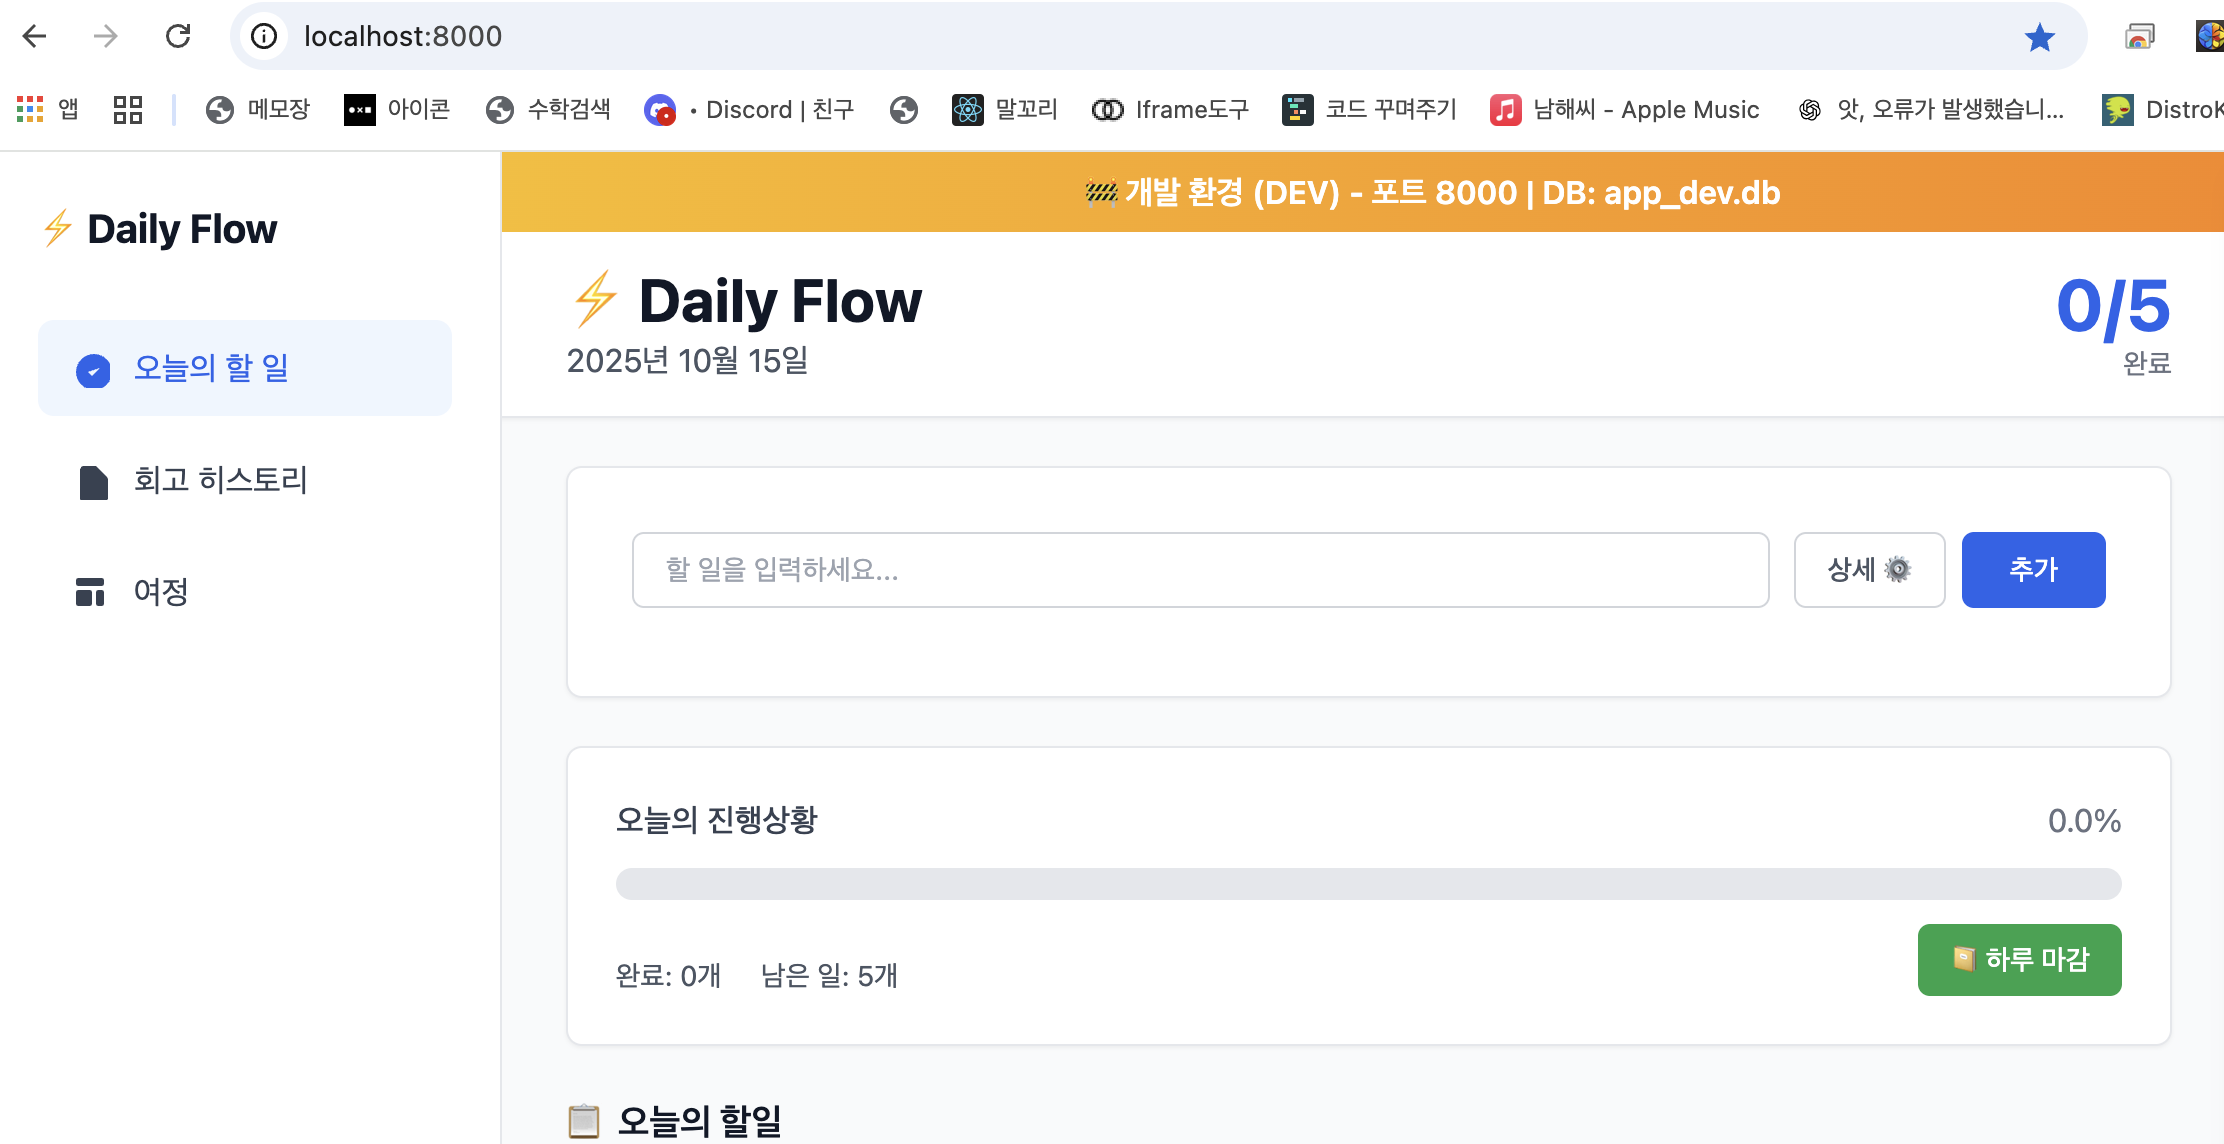 localhost:8000
앱
메모장
아이콘
수학검색
• Discord | 친구
말꼬리
Iframe도구
코드 꾸며주기
남해씨 - Apple Music
앗, 오류가 발생했습니...
DistroK
⚡ Daily Flow
오늘의 할 일
회고 히스토리
여정
🚧 개발 환경 (DEV) - 포트 8000 | DB: app_dev.db
⚡ Daily Flow
2025년 10월 15일
0/5
완료
할 일을 입력하세요...
상세 ⚙️
추가
오늘의 진행상황
0.0%
완료: 0개
남은 일: 5개
📔 하루 마감
📋 오늘의 할일